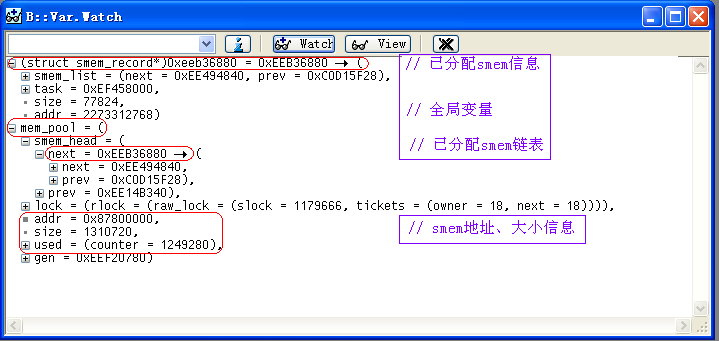 B::Var.Watch
Watch
View
(struct smem_record*)0xeeb36880 = 0xEEB36880 → (
// 已分配smem信息
smem_list = (next = 0xEE494840, prev = 0xC0D15F28),
task = 0xEF458000,
size = 77824,
// 全局变量
addr = 2273312768)
mem_pool = (
smem_head = (
// 已分配smem链表
next = 0xEEB36880 → (
next = 0xEE494840,
prev = 0xC0D15F28),
prev = 0xEE14B340),
lock = (rlock = (raw_lock = (slock = 1179666, tickets = (owner = 18, next = 18)))),
addr = 0x87800000,
size = 1310720,
// smem地址、大小信息
used = (counter = 1249280),
gen = 0xEEF20780)